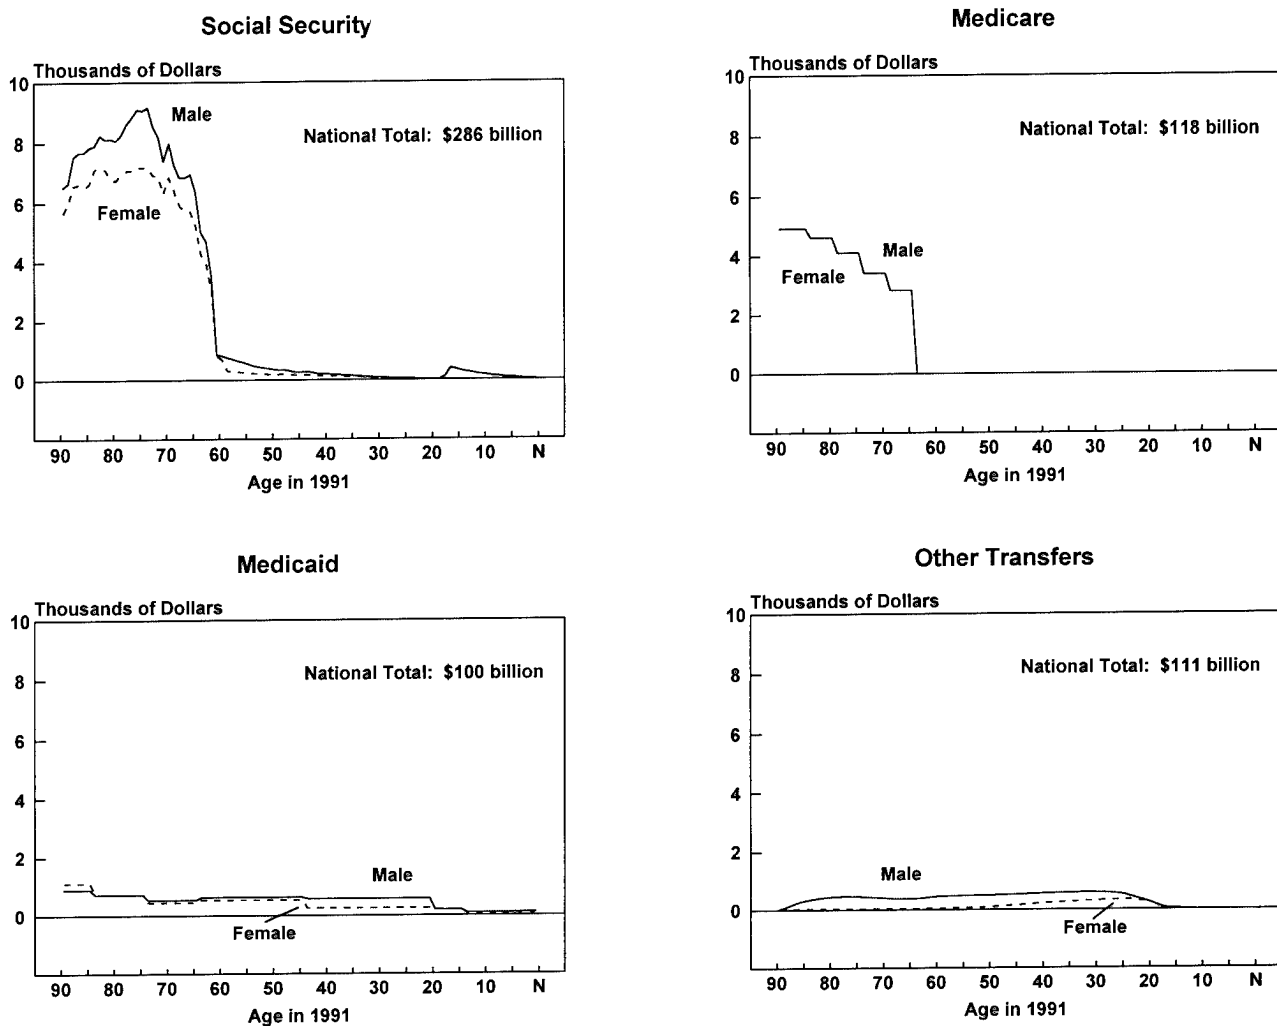 Social Security
Thousands of Dollars
10
8
6
4
2
0
Male
National Total: $286 billion
Female
90 80 70 60 50 40 30 20 10 N
Age in 1991
Medicare
Thousands of Dollars
10
8
6
4
2
0
National Total: $118 billion
Male
Female
90 80 70 60 50 40 30 20 10 N
Age in 1991
Medicaid
Thousands of Dollars
10
8
6
4
2
0
National Total: $100 billion
Male
Female
90 80 70 60 50 40 30 20 10 N
Age in 1991
Other Transfers
Thousands of Dollars
10
8
6
4
2
0
National Total: $111 billion
Male
Female
90 80 70 60 50 40 30 20 10 N
Age in 1991